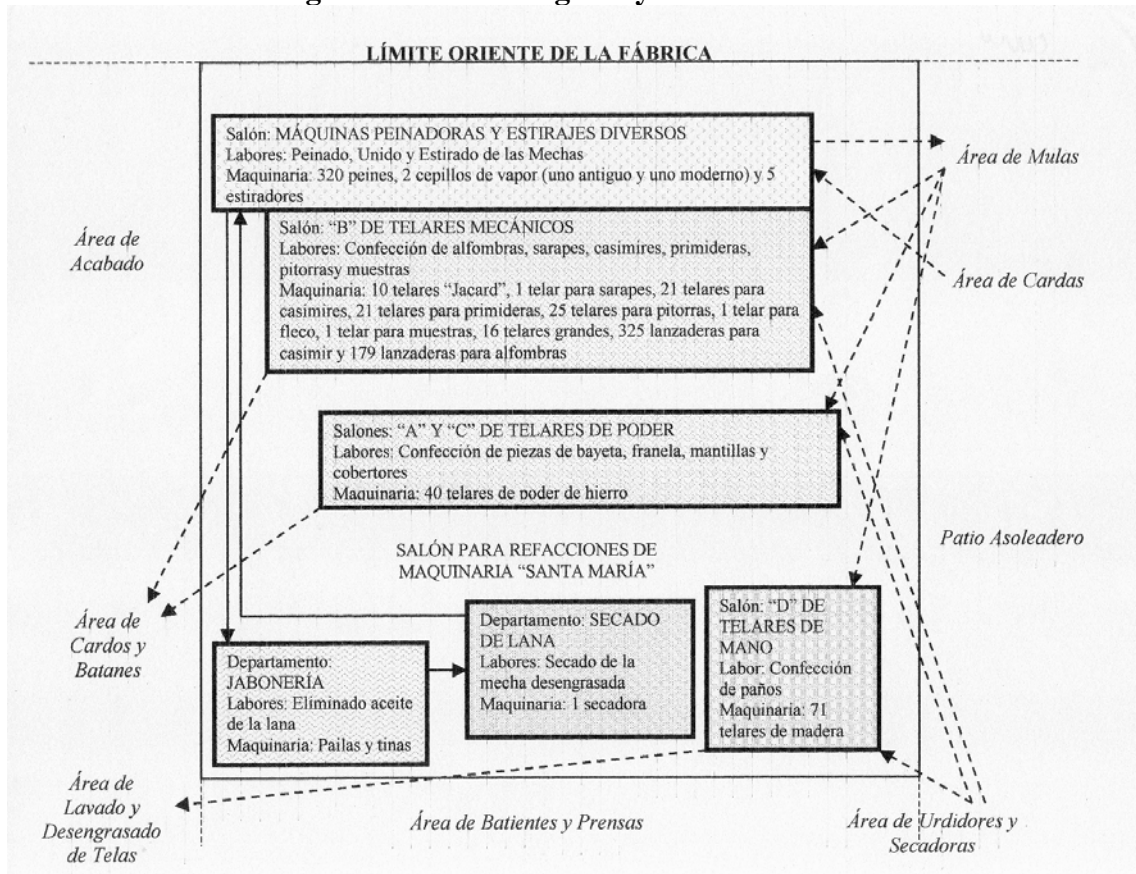 LÍMITE ORIENTE DE LA FÁBRICA
Salón: MÁQUINAS PEINADORAS Y ESTIRAJES DIVERSOS
Labores: Peinado, Unido y Estirado de las Mechas
Maquinaria: 320 peines, 2 cepillos de vapor (uno antiguo y uno moderno) y 5
estiradores
Área de Mulas
Área de
Acabado
Salón: “B” DE TELARES MECÁNICOS
Labores: Confección de alfombras, sarapes, casimires, primideras,
pitorrasy muestras
Maquinaria: 10 telares “Jacard”, 1 telar para sarapes, 21 telares para
casimires, 21 telares para primideras, 25 telares para pitorras, 1 telar para
fleco, 1 telar para muestras, 16 telares grandes, 325 lanzaderas para
casimir y 179 lanzaderas para alfombras
Área de Cardas
Salones: “A” Y “C” DE TELARES DE PODER
Labores: Confección de piezas de bayeta, franela, mantillas y
cobertores
Maquinaria: 40 telares de poder de hierro
Patio Asoleadero
SALÓN PARA REFACCIONES DE
MAQUINARIA “SANTA MARÍA”
Área de
Cardos y
Batanes
Departamento:
JABONERÍA
Labores: Eliminado aceite
de la lana
Maquinaria: Pailas y tinas
Departamento: SECADO
DE LANA
Labores: Secado de la
mecha desengrasada
Maquinaria: 1 secadora
Salón: “D” DE
TELARES DE
MANO
Labor: Confección
de paños
Maquinaria: 71
telares de madera
Área de
Lavado y
Desengrasado
de Telas
Área de Batientes y Prensas
Área de Urdidores y
Secadoras